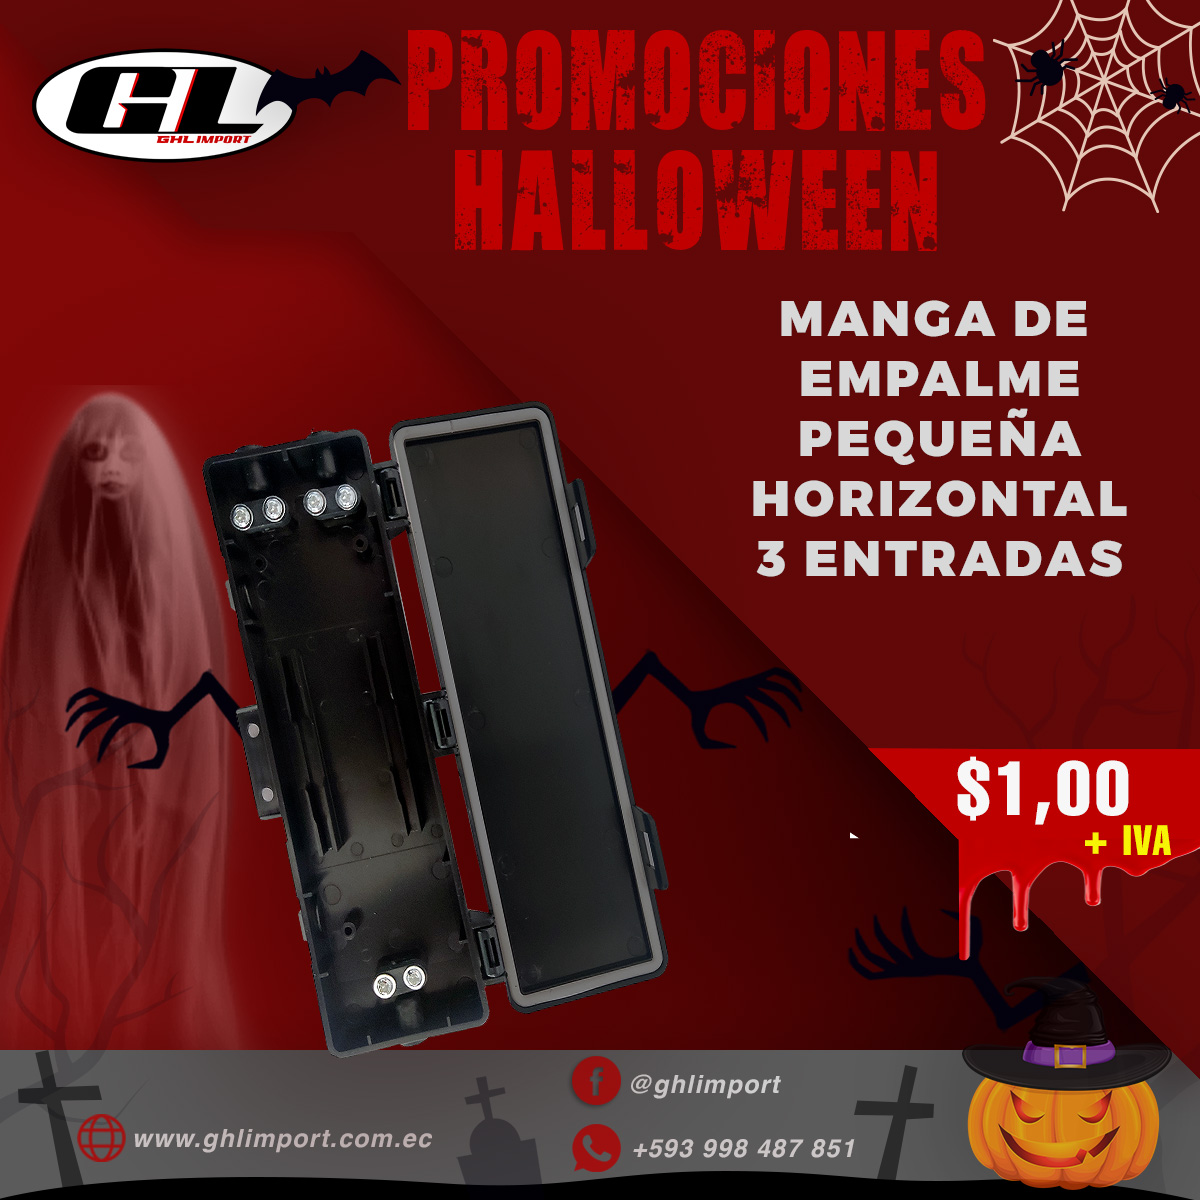 GHL
GHL IMPORT
PROMOCIONES
HALLOWEEN
MANGA DE
EMPALME
PEQUEÑA
HORIZONTAL
3 ENTRADAS
$1,00
+ IVA
@ghlimport
www.ghlimport.com.ec
+593 998 487 851